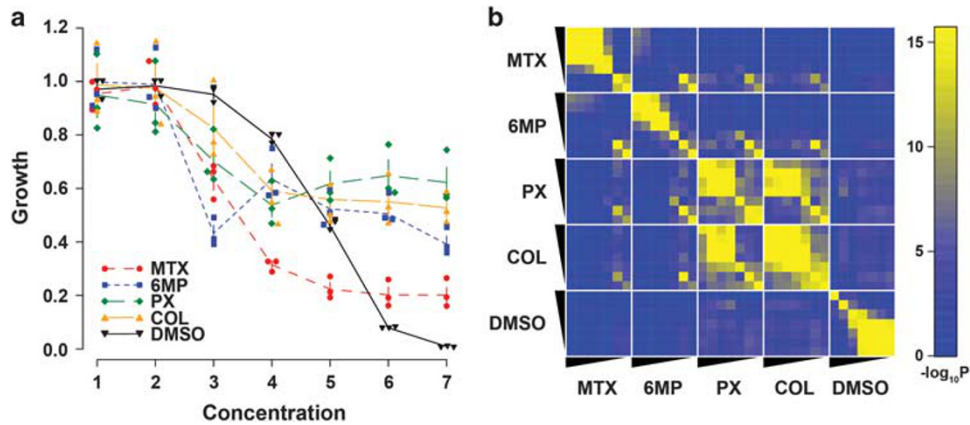 a
1.2
1.0
0.8
0.6
0.4
0.2
0.0
Growth
MTX
6MP
PX
COL
DMSO
1 2 3 4 5 6 7
Concentration
b
MTX
6MP
PX
COL
DMSO
MTX 6MP PX COL DMSO
15
10
5
0
-log10P